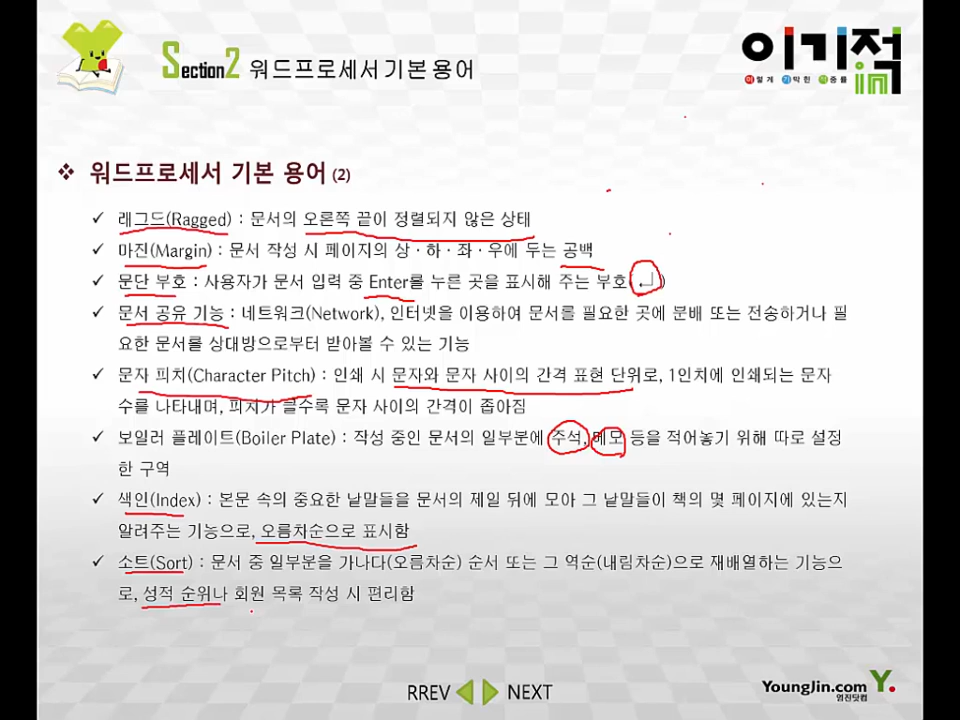 Section2 워드프로세서 기본 용어
이기적in
이렇게 기막힌 적중률
❖ 워드프로세서 기본 용어 (2)
✓ 래그드(Ragged) : 문서의 오른쪽 끝이 정렬되지 않은 상태
✓ 마진(Margin) : 문서 작성 시 페이지의 상·하·좌·우에 두는 공백
✓ 문단 부호 : 사용자가 문서 입력 중 Enter를 누른 곳을 표시해 주는 부호(↵)
✓ 문서 공유 기능 : 네트워크(Network), 인터넷을 이용하여 문서를 필요한 곳에 분배 또는 전송하거나 필
요한 문서를 상대방으로부터 받아볼 수 있는 기능
✓ 문자 피치(Character Pitch) : 인쇄 시 문자와 문자 사이의 간격 표현 단위로, 1인치에 인쇄되는 문자
수를 나타내며, 피치가 클수록 문자 사이의 간격이 좁아짐
✓ 보일러 플레이트(Boiler Plate) : 작성 중인 문서의 일부분에 주석, 메모 등을 적어놓기 위해 따로 설정
한 구역
✓ 색인(Index) : 본문 속의 중요한 낱말들을 문서의 제일 뒤에 모아 그 낱말들이 책의 몇 페이지에 있는지
알려주는 기능으로, 오름차순으로 표시함
✓ 소트(Sort) : 문서 중 일부분을 가나다(오름차순) 순서 또는 그 역순(내림차순)으로 재배열하는 기능으
로, 성적 순위나 회원 목록 작성 시 편리함
RREV NEXT
YoungJin.com Y.
영진닷컴